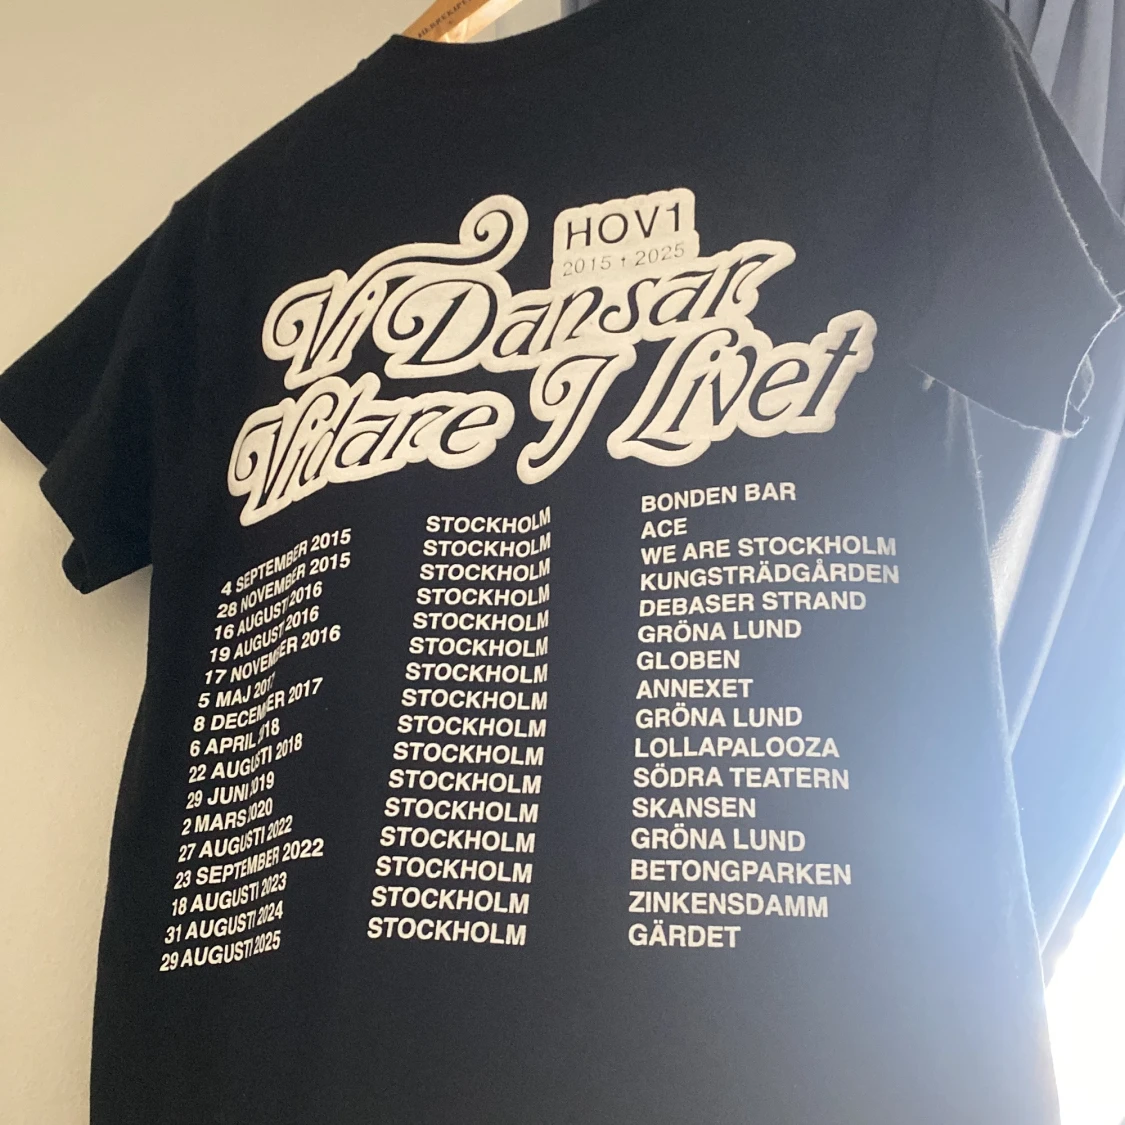 HOV1
2015 † 2025
Vi Dansar
Vidare I Livet
4 SEPTEMBER 2015 STOCKHOLM BONDEN BAR
28 NOVEMBER 2015 STOCKHOLM ACE
16 AUGUSTI 2016 STOCKHOLM WE ARE STOCKHOLM
19 AUGUSTI 2016 STOCKHOLM KUNGSTRÄDGÅRDEN
17 NOVEMBER 2016 STOCKHOLM DEBASER STRAND
5 MAJ 2017 STOCKHOLM GRÖNA LUND
8 DECEMBER 2017 STOCKHOLM GLOBEN
6 APRIL 2018 STOCKHOLM ANNEXET
22 AUGUSTI 2018 STOCKHOLM GRÖNA LUND
29 JUNI 2019 STOCKHOLM LOLLAPALOOZA
2 MARS 2020 STOCKHOLM SÖDRA TEATERN
27 AUGUSTI 2022 STOCKHOLM SKANSEN
23 SEPTEMBER 2022 STOCKHOLM GRÖNA LUND
18 AUGUSTI 2023 STOCKHOLM BETONGPARKEN
31 AUGUSTI 2024 STOCKHOLM ZINKENSDAMM
29 AUGUSTI 2025 STOCKHOLM GÄRDET